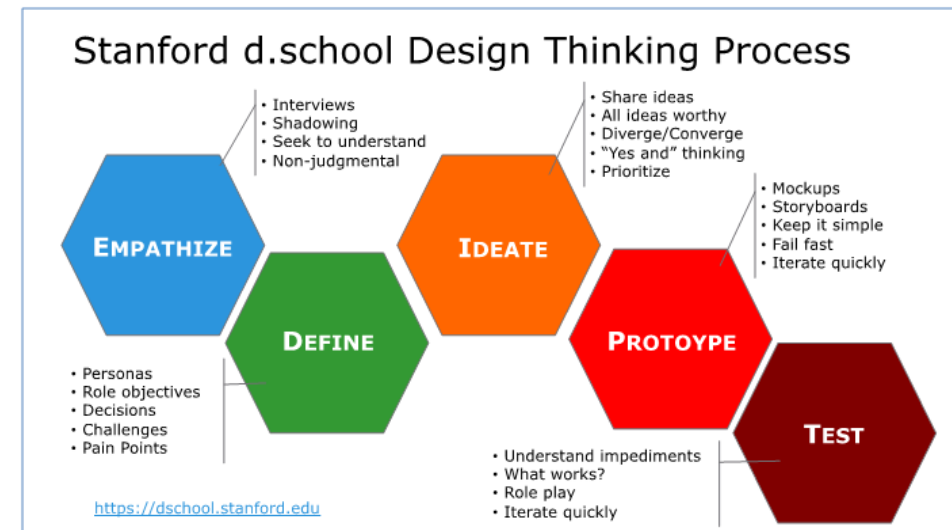 Stanford d.school Design Thinking Process
• Interviews
• Shadowing
• Seek to understand
• Non-judgmental
• Share ideas
• All ideas worthy
• Diverge/Converge
• “Yes and” thinking
• Prioritize
• Mockups
• Storyboards
• Keep it simple
• Fail fast
• Iterate quickly
EMPATHIZE
IDEATE
DEFINE
PROTOYPE
TEST
• Personas
• Role objectives
• Decisions
• Challenges
• Pain Points
• Understand impediments
• What works?
• Role play
• Iterate quickly
https://dschool.stanford.edu